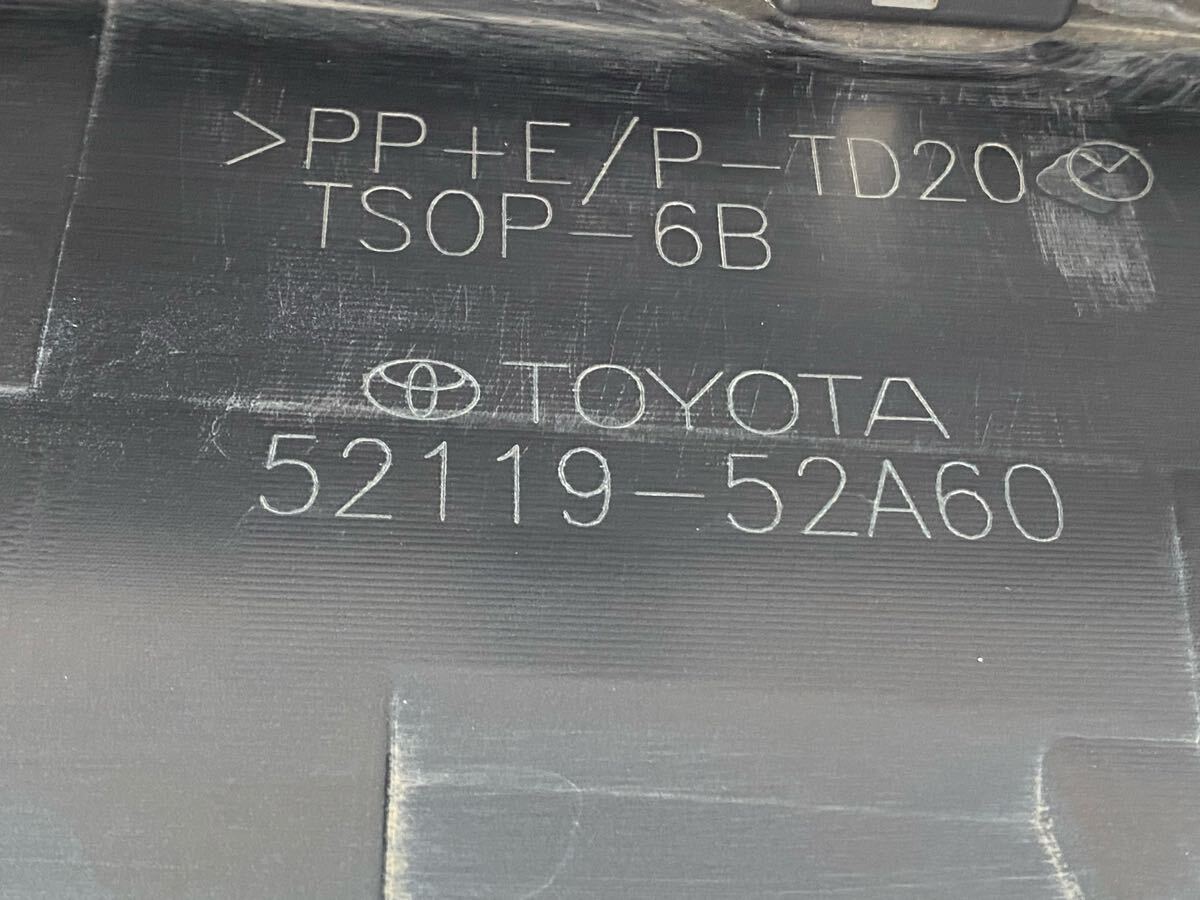 >PP+E/P-TD20<
TSOP-6B
TOYOTA
52119-52A60